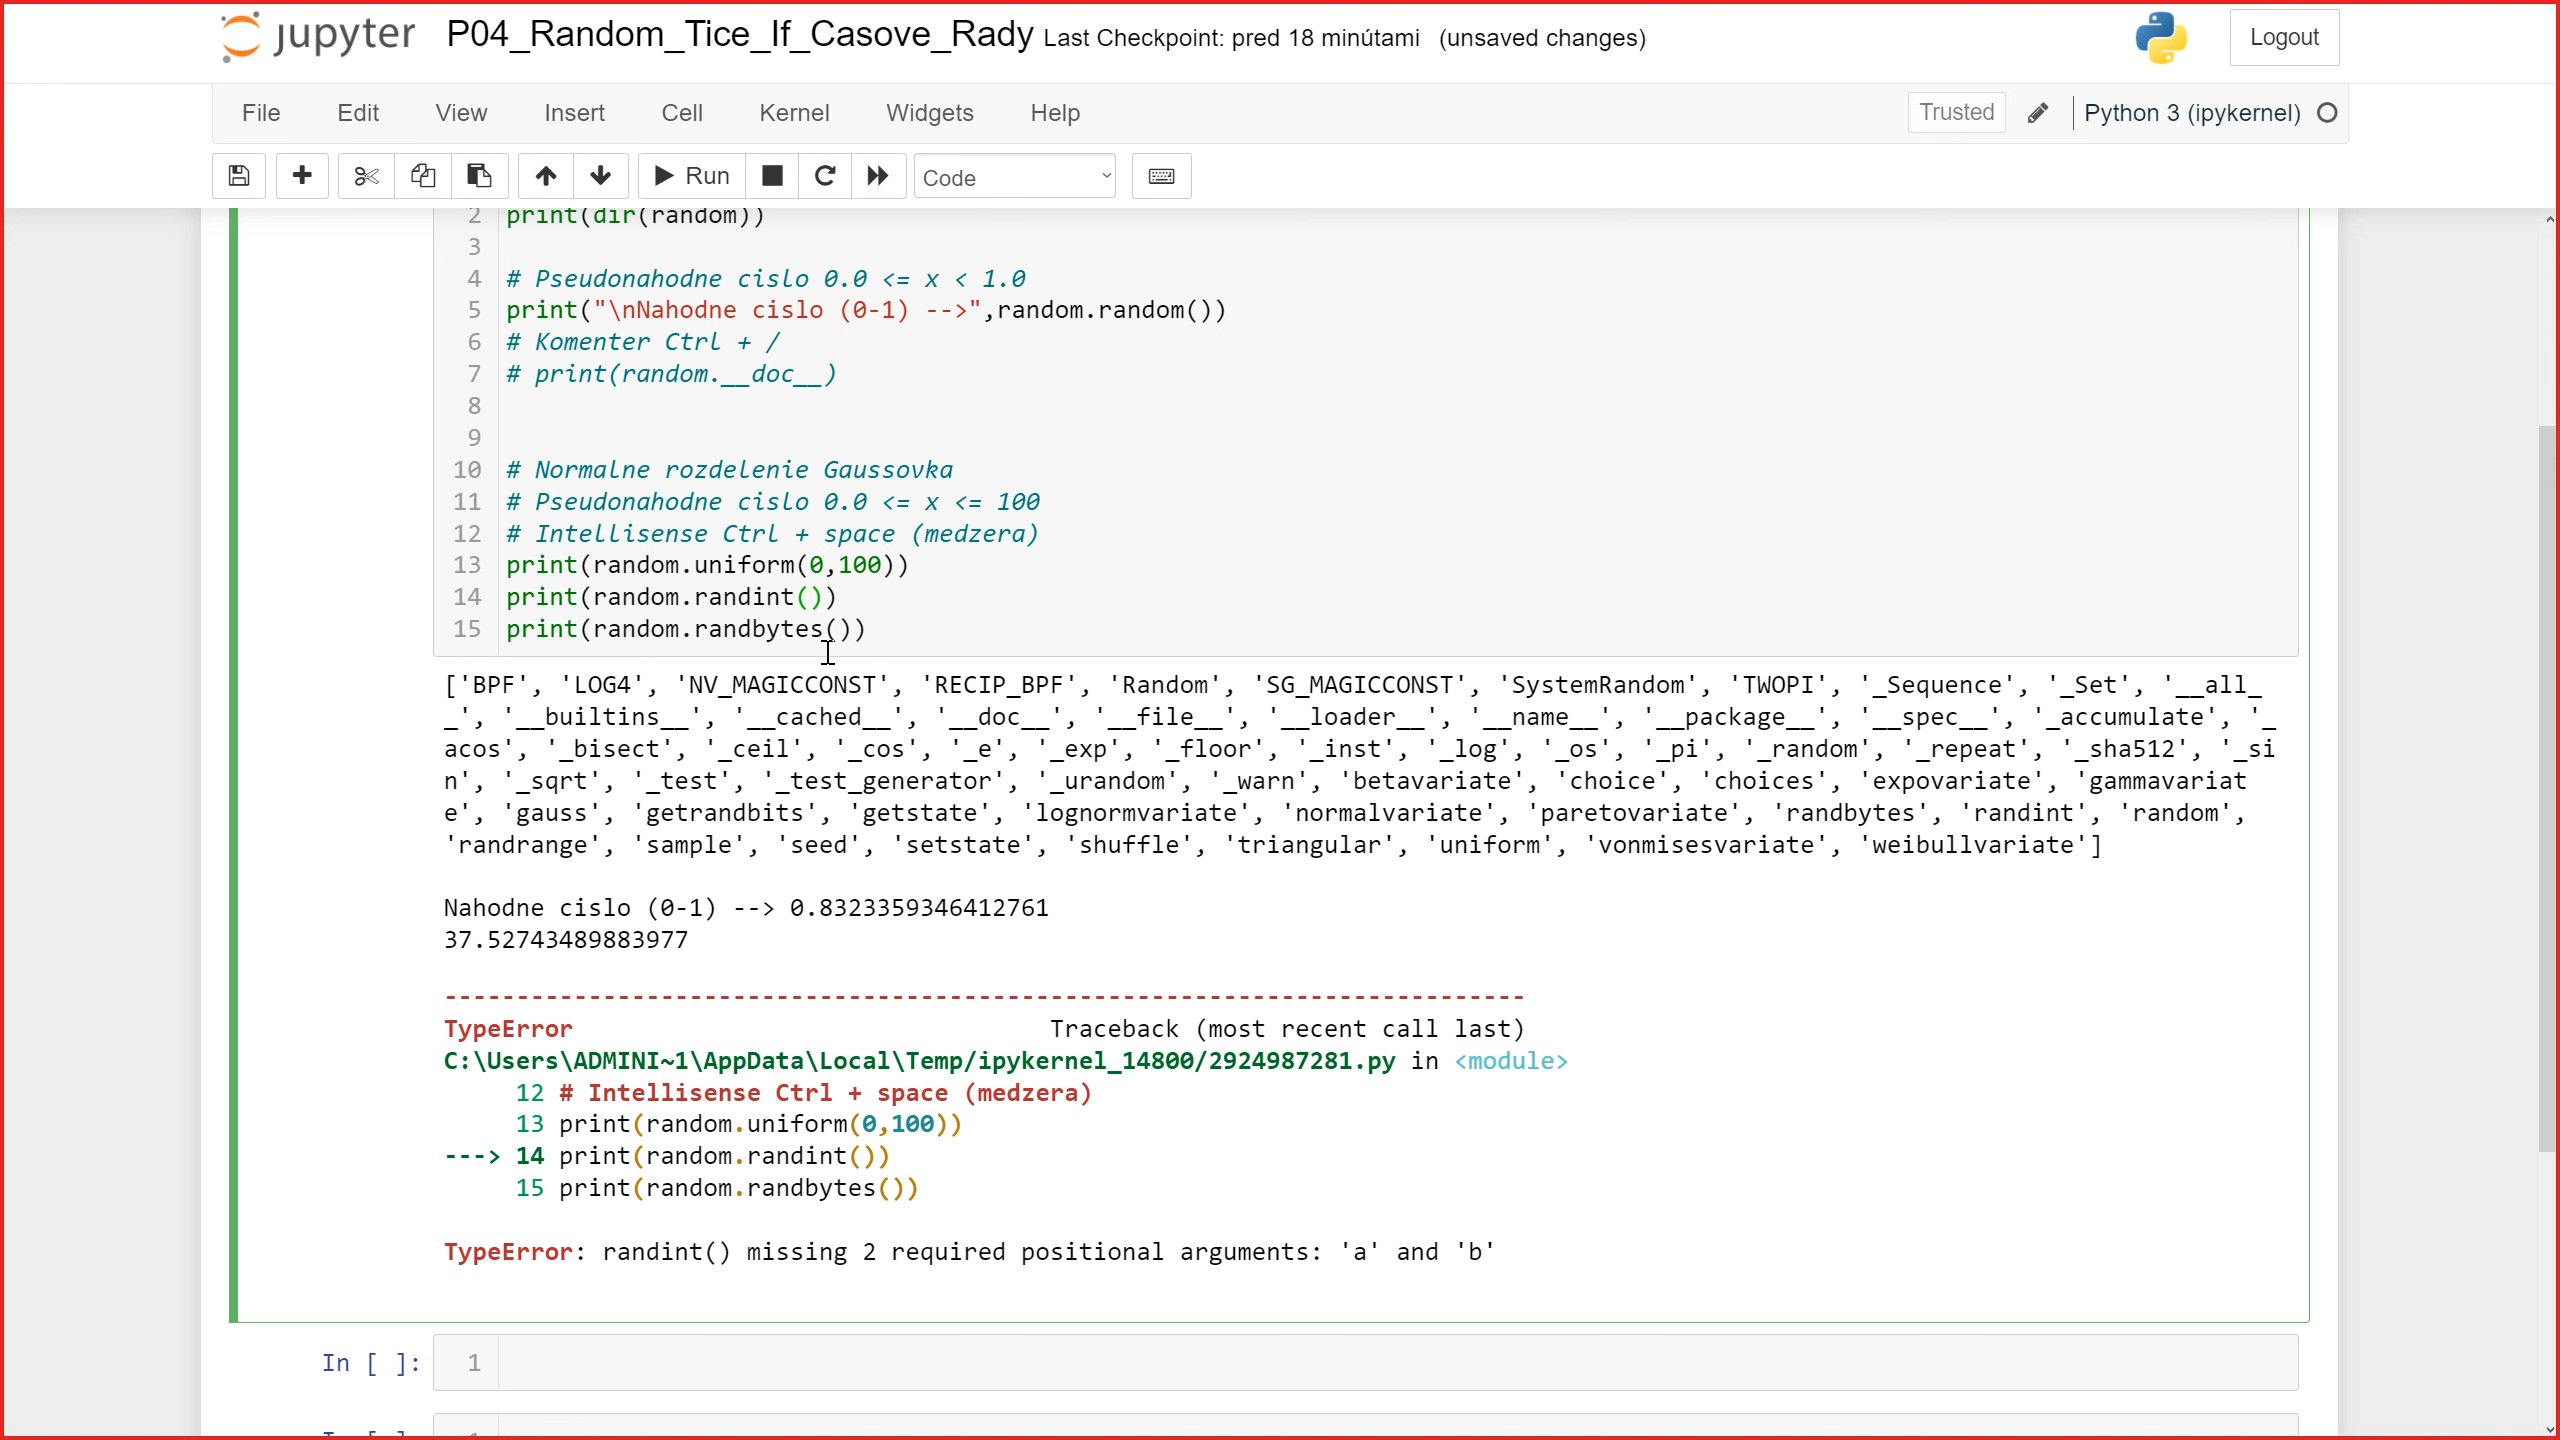 jupyter P04_Random_Tice_If_Casove_Rady Last Checkpoint: pred 18 minútami (unsaved changes) Logout
File Edit View Insert Cell Kernel Widgets Help Trusted Python 3 (ipykernel)
Run Code
2 print(dir(random))
3
4 # Pseudonahodne cislo 0.0 <= x < 1.0
5 print("\nNahodne cislo (0-1) -->",random.random())
6 # Komenter Ctrl + /
7 # print(random.__doc__)
8
9
10 # Normalne rozdelenie Gaussovka
11 # Pseudonahodne cislo 0.0 <= x <= 100
12 # Intellisense Ctrl + space (medzera)
13 print(random.uniform(0,100))
14 print(random.randint())
15 print(random.randbytes())
['BPF', 'LOG4', 'NV_MAGICCONST', 'RECIP_BPF', 'Random', 'SG_MAGICCONST', 'SystemRandom', 'TWOPI', '_Sequence', '_Set', '__all_
_', '__builtins__', '__cached__', '__doc__', '__file__', '__loader__', '__name__', '__package__', '__spec__', '_accumulate', '_
acos', '_bisect', '_ceil', '_cos', '_e', '_exp', '_floor', '_inst', '_log', '_os', '_pi', '_random', '_repeat', '_sha512', '_si
n', '_sqrt', '_test', '_test_generator', '_urandom', '_warn', 'betavariate', 'choice', 'choices', 'expovariate', 'gammavariat
e', 'gauss', 'getrandbits', 'getstate', 'lognormvariate', 'normalvariate', 'paretovariate', 'randbytes', 'randint', 'random',
'randrange', 'sample', 'seed', 'setstate', 'shuffle', 'triangular', 'uniform', 'vonmisesvariate', 'weibullvariate']
Nahodne cislo (0-1) --> 0.8323359346412761
37.52743489883977
---------------------------------------------------------------------------
TypeError Traceback (most recent call last)
C:\Users\ADMINI~1\AppData\Local\Temp/ipykernel_14800/2924987281.py in <module>
12 # Intellisense Ctrl + space (medzera)
13 print(random.uniform(0,100))
---> 14 print(random.randint())
15 print(random.randbytes())
TypeError: randint() missing 2 required positional arguments: 'a' and 'b'
In [ ]: 1